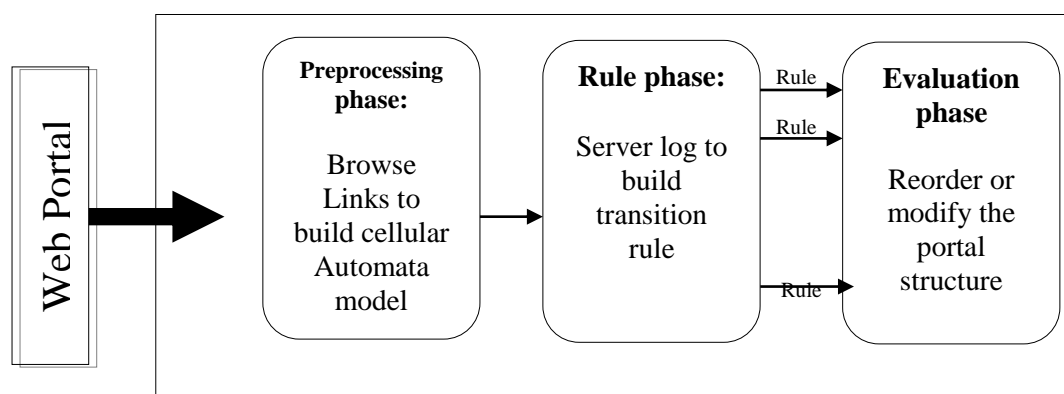 Web Portal
Preprocessing
phase:
Browse
Links to
build cellular
Automata
model
Rule phase:
Server log to
build
transition
rule
Rule
Rule
Rule
Evaluation
phase
Reorder or
modify the
portal
structure